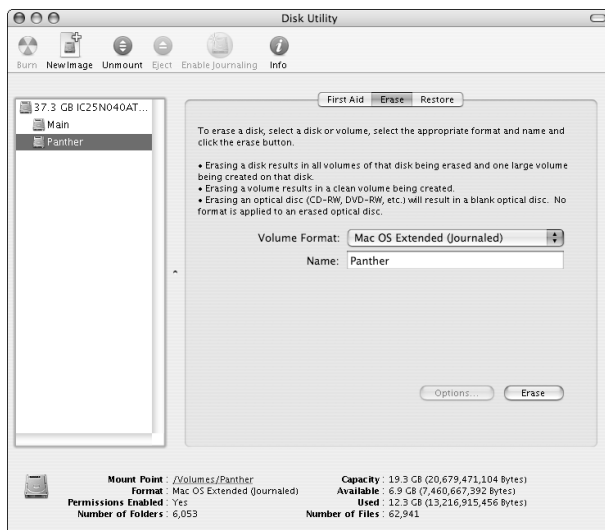 Disk Utility
Burn New Image Unmount Eject Enable Journaling Info
37.3 GB IC25N040AT...
Main
Panther
First Aid Erase Restore
To erase a disk, select a disk or volume, select the appropriate format and name and
click the erase button.
• Erasing a disk results in all volumes of that disk being erased and one large volume
being created on that disk.
• Erasing a volume results in a clean volume being created.
• Erasing an optical disc (CD-RW, DVD-RW, etc.) will result in a blank optical disc. No
format is applied to an erased optical disc.
Volume Format: Mac OS Extended (Journaled)
Name: Panther
Options... Erase
Mount Point : /Volumes/Panther Capacity : 19.3 GB (20,679,471,104 Bytes)
Format : Mac OS Extended (Journaled) Available : 6.9 GB (7,460,667,392 Bytes)
Permissions Enabled : Yes Used : 12.3 GB (13,216,915,456 Bytes)
Number of Folders : 6,053 Number of Files : 62,941